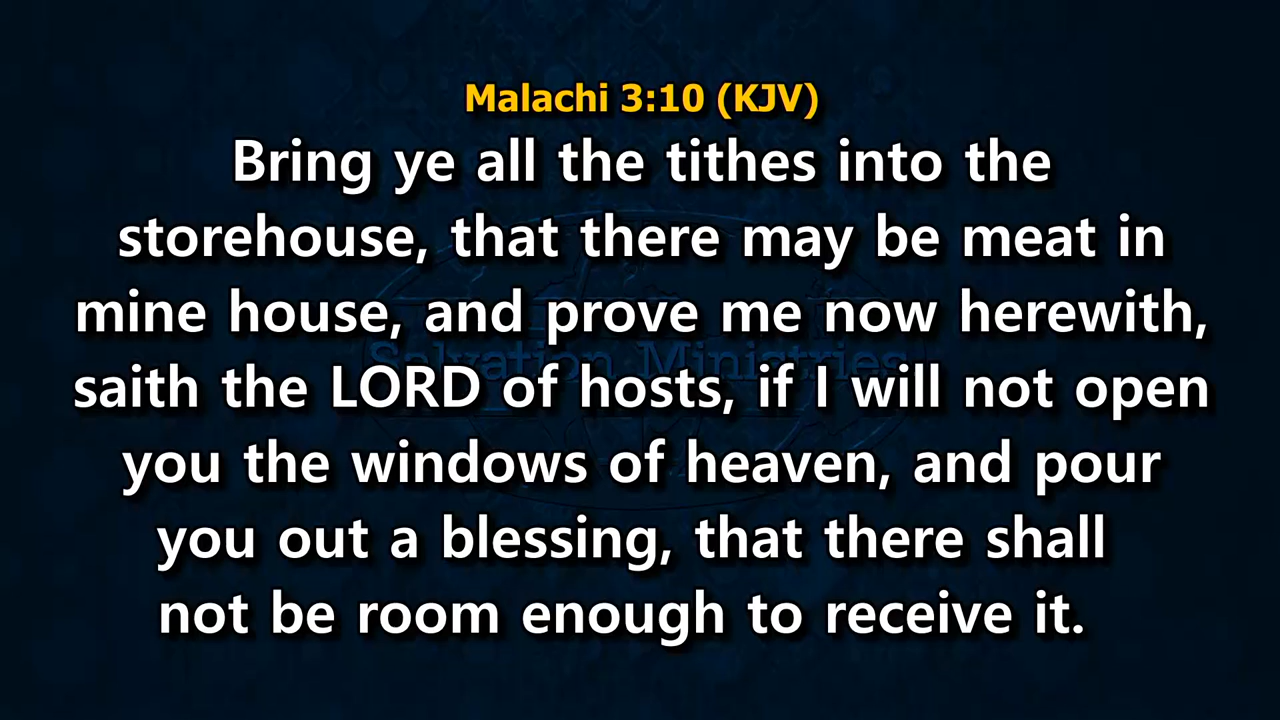 Malachi 3:10 (KJV)
Bring ye all the tithes into the
storehouse, that there may be meat in
mine house, and prove me now herewith,
saith the LORD of hosts, if I will not open
you the windows of heaven, and pour
you out a blessing, that there shall
not be room enough to receive it.
Salvation Ministries